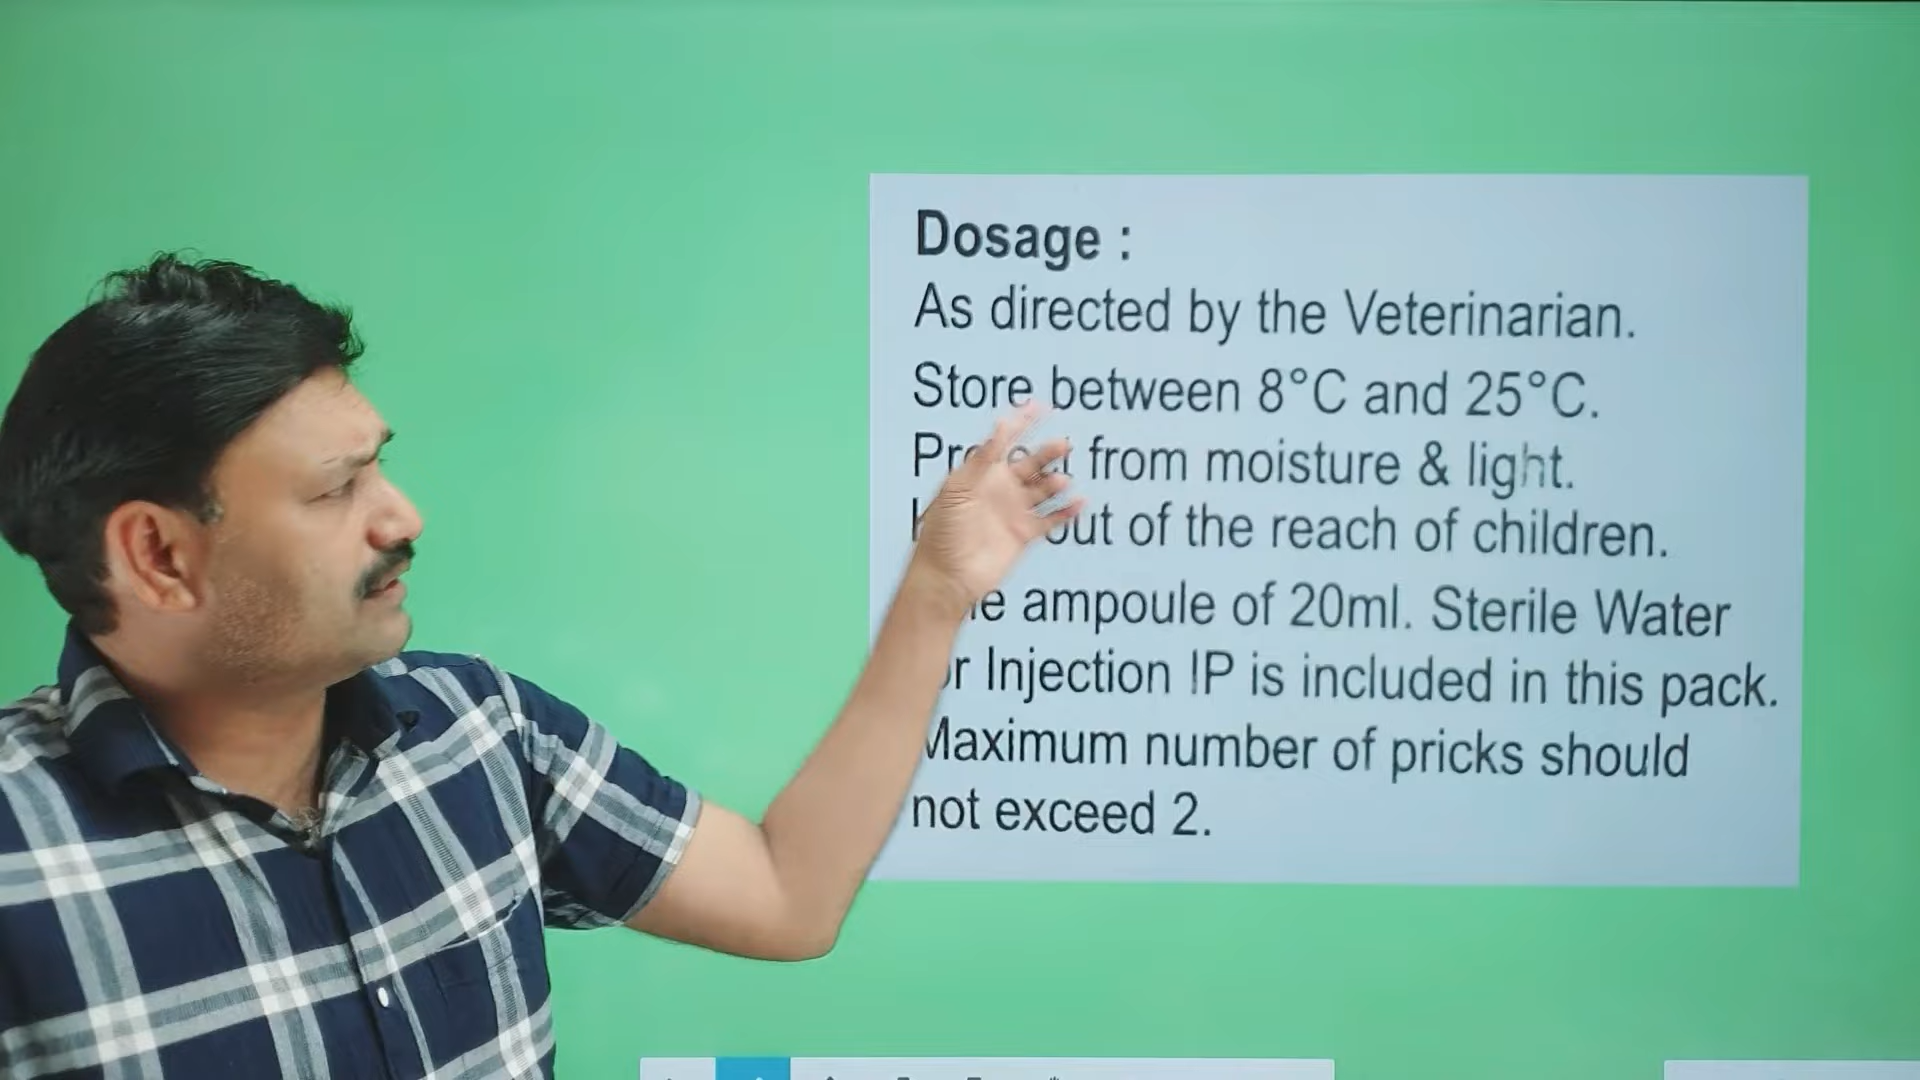 Dosage :
As directed by the Veterinarian.
Store between 8°C and 25°C.
from moisture & light.
out of the reach of children.
ampoule of 20ml. Sterile Water
Injection IP is included in this pack.
Maximum number of pricks should
not exceed 2.